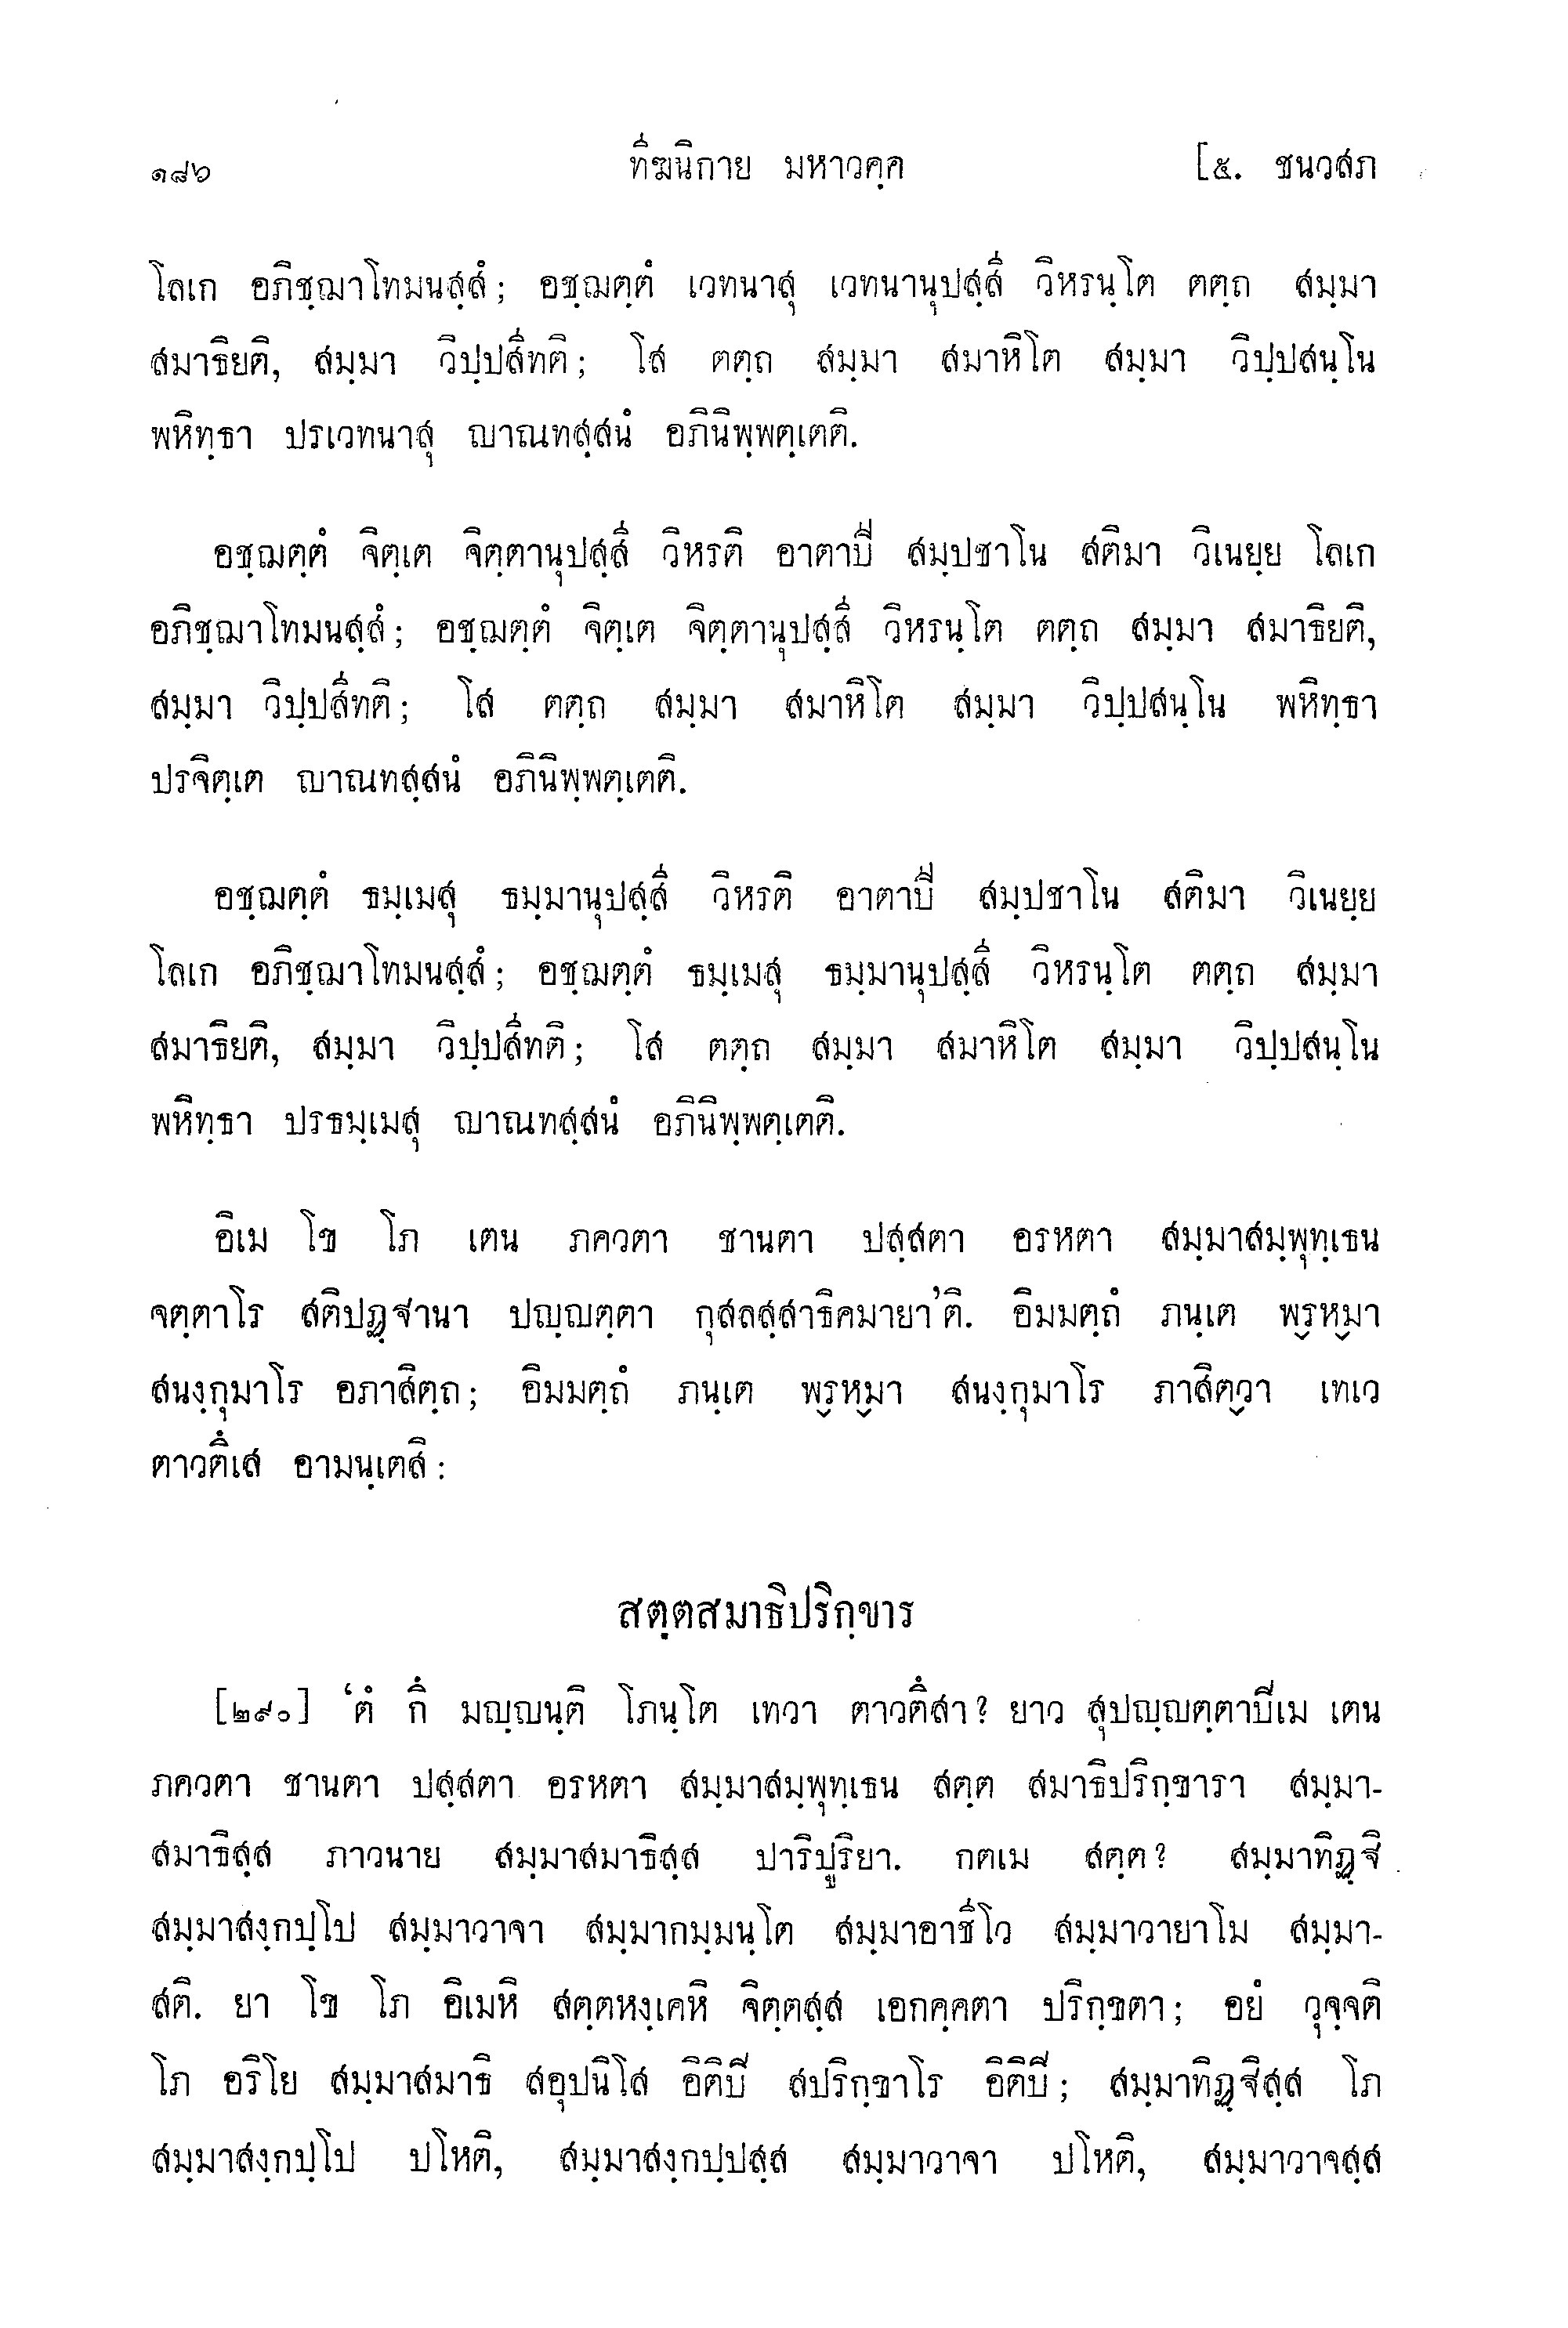 ๑๘๖ ทีฆนิกาย มหาวคฺค [๕. ชนวสภ
โลเก อภิชฺฌาโทมนสฺสํ; อชฺฌตฺตํ เวทนาสุ เวทนานุปสฺสี วิหรนฺโต ตตฺถ สมฺมา
สมาธิยติ, สมฺมา วิปฺปสีทติ; โส ตตฺถ สมฺมา สมาหิโต สมฺมา วิปฺปสนฺโน
พหิทฺธา ปรเวทนาสุ ญาณทสฺสนํ อภินิพฺพตฺเตติ.
อชฺฌตฺตํ จิตฺเต จิตฺตานุปสฺสี วิหรติ อาตาปี สมฺปชาโน สติมา วิเนยฺย โลเก
อภิชฺฌาโทมนสฺสํ; อชฺฌตฺตํ จิตฺเต จิตฺตานุปสฺสี วิหรนฺโต ตตฺถ สมฺมา สมาธิยติ,
สมฺมา วิปฺปสีทติ; โส ตตฺถ สมฺมา สมาหิโต สมฺมา วิปฺปสนฺโน พหิทฺธา
ปรจิตฺเต ญาณทสฺสนํ อภินิพฺพตฺเตติ.
อชฺฌตฺตํ ธมฺเมสุ ธมฺมานุปสฺสี วิหรติ อาตาปี สมฺปชาโน สติมา วิเนยฺย
โลเก อภิชฺฌาโทมนสฺสํ; อชฺฌตฺตํ ธมฺเมสุ ธมฺมานุปสฺสี วิหรนฺโต ตตฺถ สมฺมา
สมาธิยติ, สมฺมา วิปฺปสีทติ; โส ตตฺถ สมฺมา สมาหิโต สมฺมา วิปฺปสนฺโน
พหิทฺธา ปรธมฺเมสุ ญาณทสฺสนํ อภินิพฺพตฺเตติ.
อิเม โข โภ เตน ภควตา ชานตา ปสฺสตา อรหตา สมฺมาสมฺพุทฺเธน
จตฺตาโร สติปฏฺฐานา ปญฺญตฺตา กุสลสฺสาธิคมายา’ติ. อิมมตฺถํ ภนฺเต พฺรหฺมา
สนงฺกุมาโร อภาสิตฺถ; อิมมตฺถํ ภนฺเต พฺรหฺมา สนงฺกุมาโร ภาสิตฺวา เทเว
ตาวตึเส อามนฺเตสิ:
สตฺตสมาธิปริกฺขาร
[๒๙๐] ‘ตํ กึ มญฺญนฺติ โภนฺโต เทวา ตาวตึสา? ยาว สุปญฺญตฺตาปิเม เตน
ภควตา ชานตา ปสฺสตา อรหตา สมฺมาสมฺพุทฺเธน สตฺต สมาธิปริกฺขารา สมฺมา-
สมาธิสฺส ภาวนาย สมฺมาสมาธิสฺส ปาริปูริยา. กตเม สตฺต? สมฺมาทิฏฺฐิ
สมฺมาสงฺกปฺโป สมฺมาวาจา สมฺมากมฺมนฺโต สมฺมาอาชีโว สมฺมาวายาโม สมฺมา-
สติ. ยา โข โภ อิเมหิ สตฺตหงฺเคหิ จิตฺตสฺส เอกคฺคตา ปริกฺขตา; อยํ วุจฺจติ
โภ อริโย สมฺมาสมาธิ สอุปนิโส อิติปิ สปริกฺขาโร อิติปิ; สมฺมาทิฏฺฐิสฺส โภ
สมฺมาสงฺกปฺโป ปโหติ, สมฺมาสงฺกปฺปสฺส สมฺมาวาจา ปโหติ, สมฺมาวาจสฺส